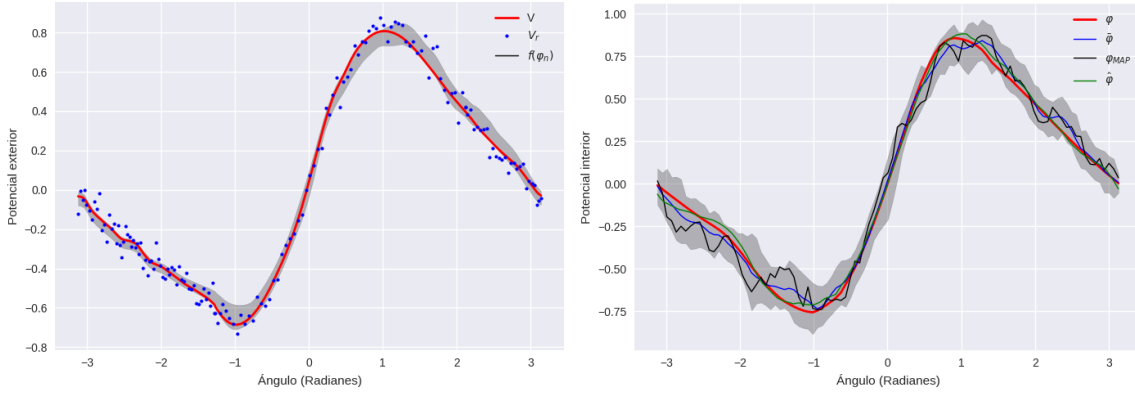 V
V_r
f(φ_n)
0.8
0.6
0.4
0.2
0.0
−0.2
−0.4
−0.6
−0.8
Potencial exterior
−3 −2 −1 0 1 2 3
Ángulo (Radianes)
φ
φ̄
φ_MAP
φ̂
1.00
0.75
0.50
0.25
0.00
−0.25
−0.50
−0.75
Potencial interior
−3 −2 −1 0 1 2 3
Ángulo (Radianes)